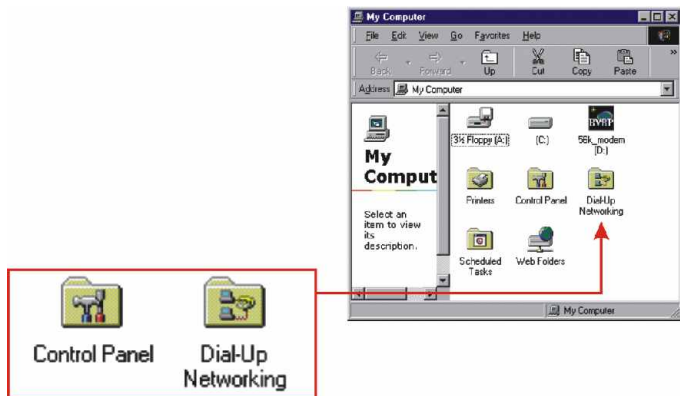 My Computer
File Edit View Go Favorites Help
Back Forward Up Cut Copy Paste »
Address My Computer
My
Comput
Select an
item to view
its
description.
3½ Floppy (A:) (C:) 56k_modem
(D:)
Printers Control Panel Dial-Up
Networking
Scheduled
Tasks Web Folders
My Computer
Control Panel Dial-Up
Networking